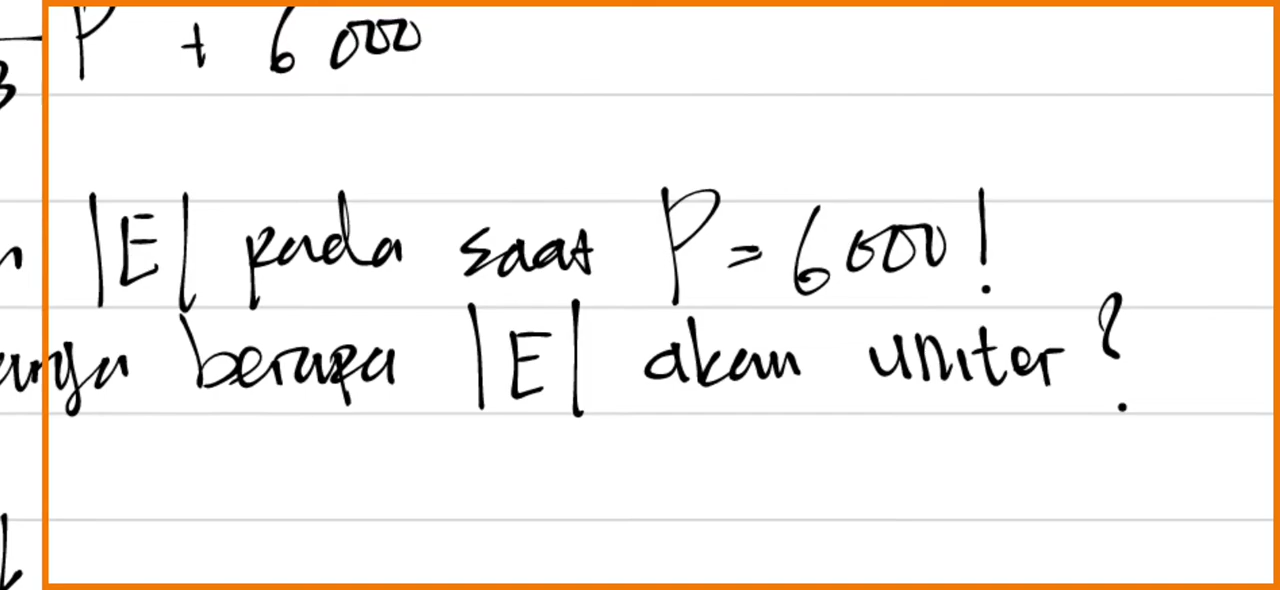 P + 6000
|E| pada saat P = 6000!
berapa |E| akan uniter?